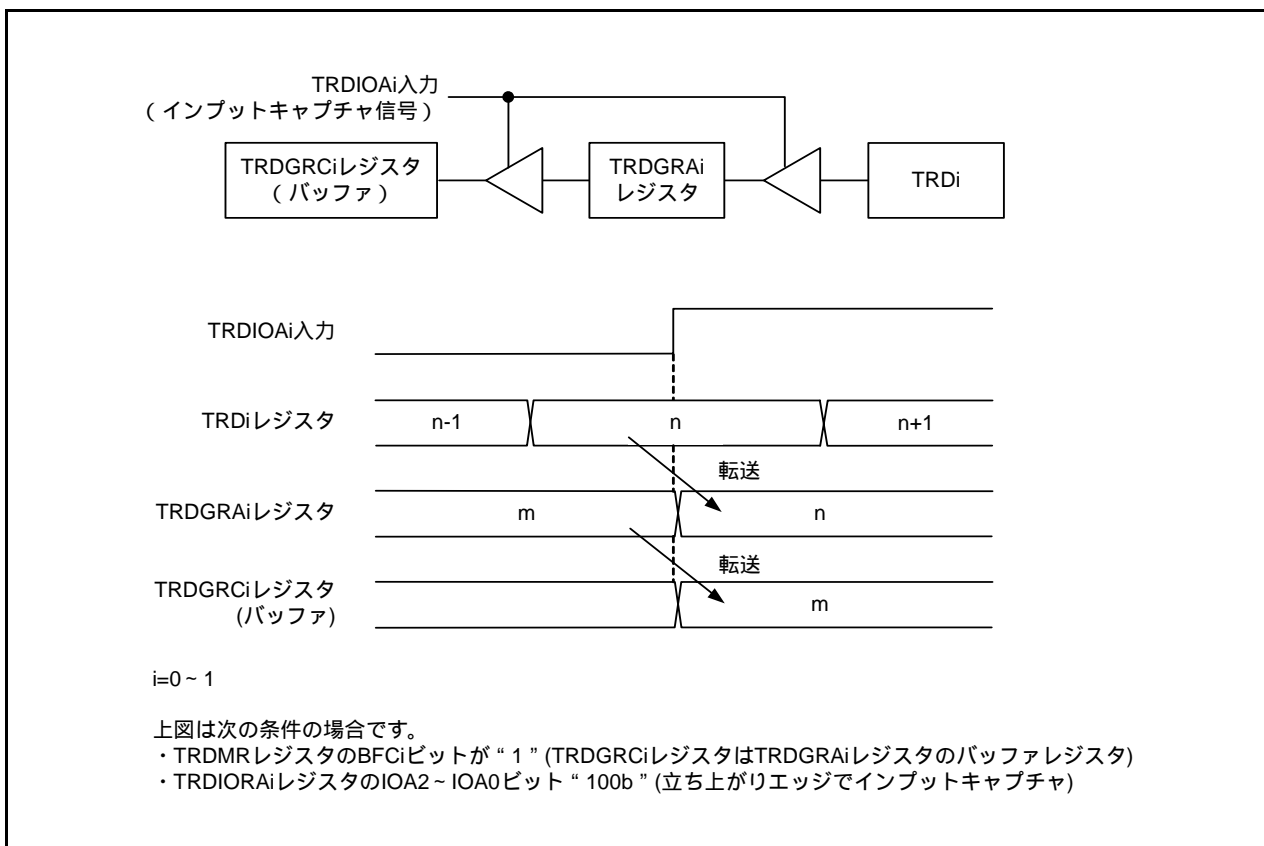 TRDIOAi入力
(インプットキャプチャ信号)
TRDGRCiレジスタ
(バッファ)
TRDGRAi
レジスタ
TRDi
TRDIOAi入力
TRDiレジスタ
n-1
n
n+1
転送
TRDGRAiレジスタ
m
n
転送
TRDGRCiレジスタ
(バッファ)
m
i=0~1
上図は次の条件の場合です。
・TRDMRレジスタのBFCiビットが“1”(TRDGRCiレジスタはTRDGRAiレジスタのバッファレジスタ)
・TRDIORAiレジスタのIOA2~IOA0ビット“100b”(立ち上がりエッジでインプットキャプチャ)